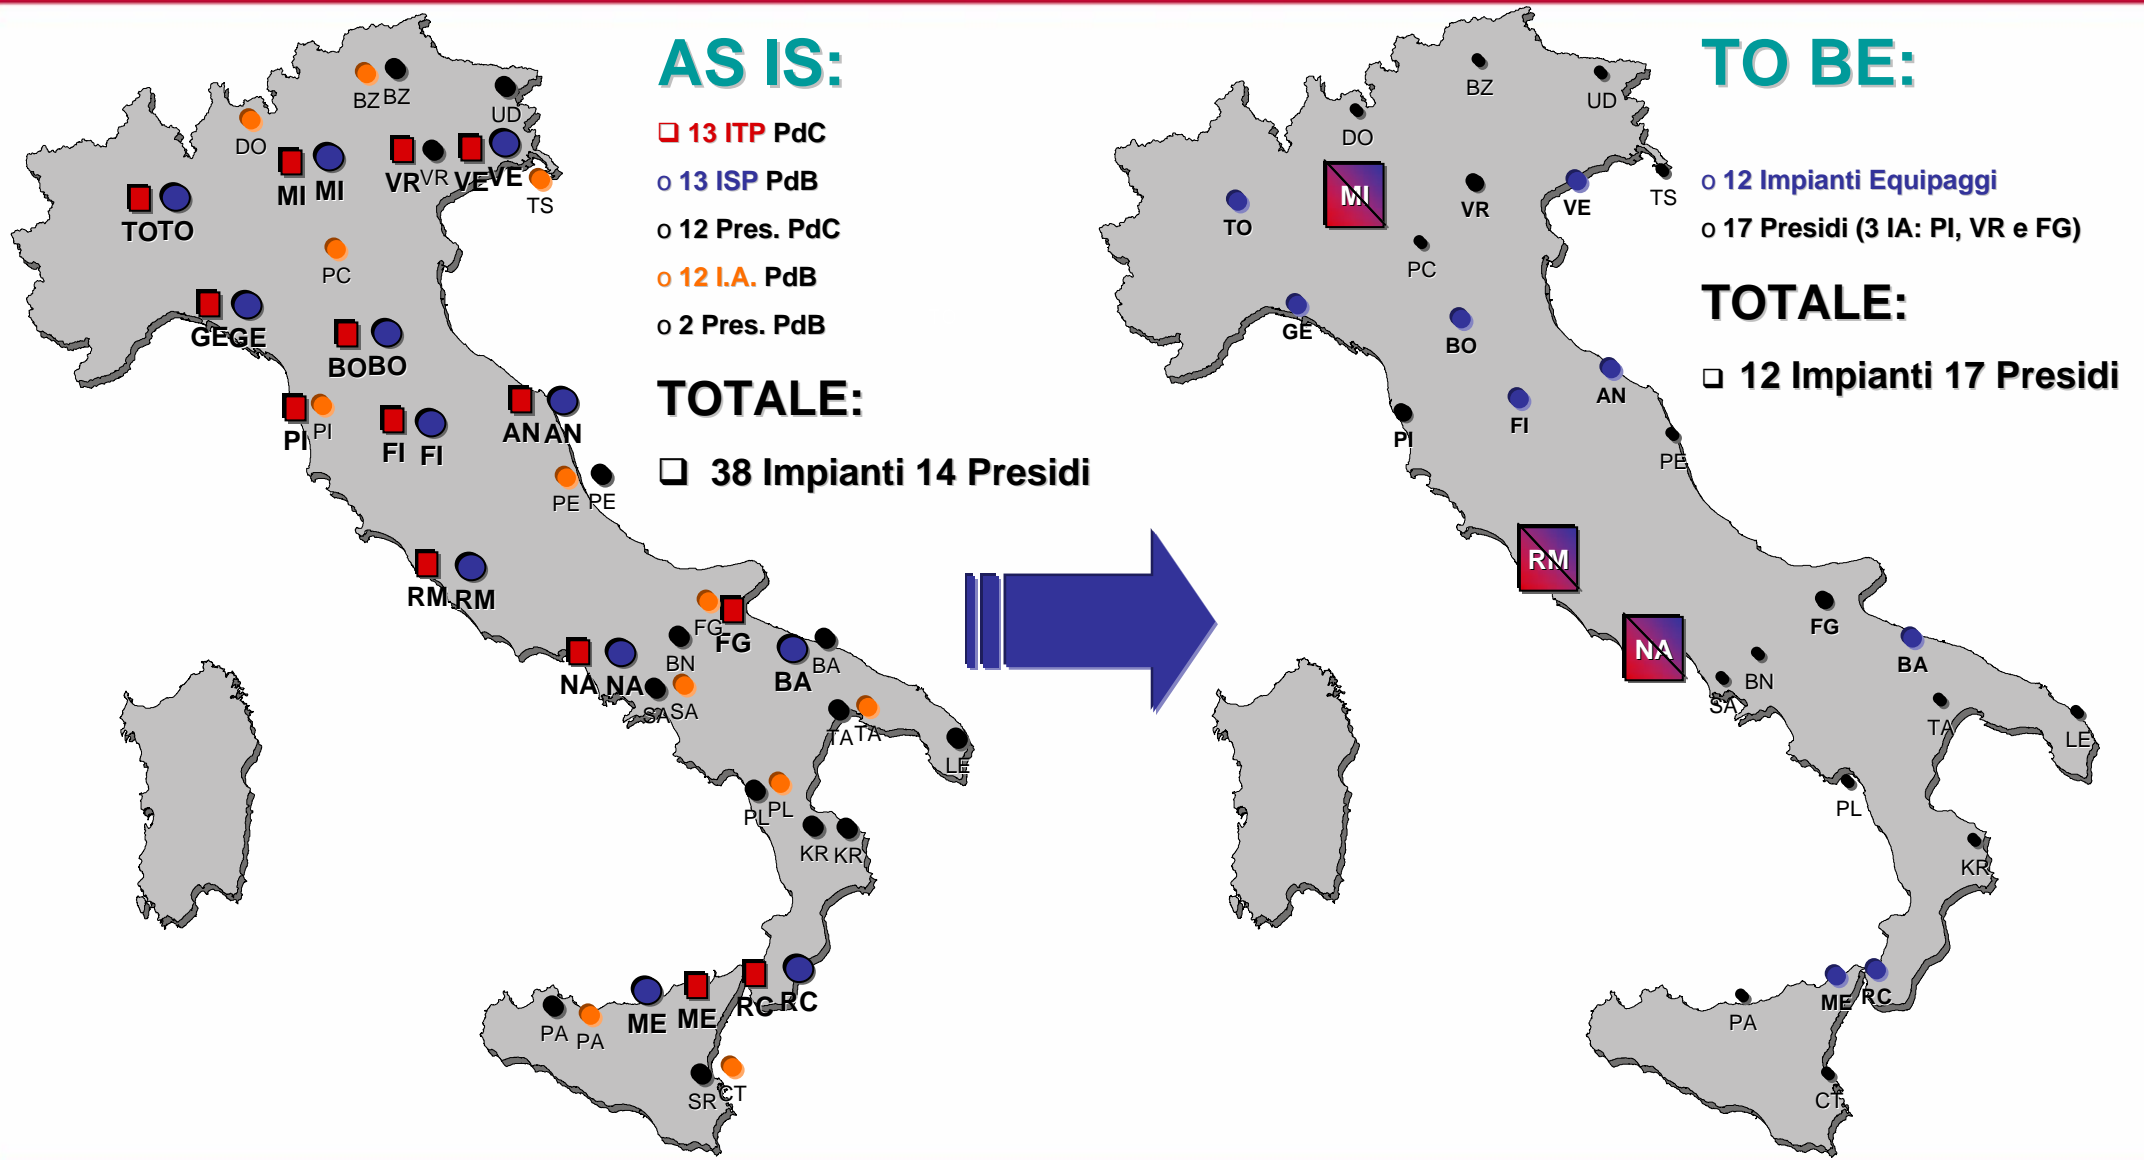 AS IS:
❑ 13 ITP PdC
o 13 ISP PdB
o 12 Pres. PdC
o 12 I.A. PdB
o 2 Pres. PdB
TOTALE:
❑ 38 Impianti 14 Presidi
BZ BZ
UD
DO
MI MI VR VR VE VE
TS
TO TO
PC
GE GE
BO BO
PI PI
FI FI
AN AN
PE PE
RM RM
FG FG
BN
BA BA
NA NA
SA SA
TA TA
LE
PL PL
KR KR
RC RC
ME ME
PA PA
SR CT
TO BE:
o 12 Impianti Equipaggi
o 17 Presidi (3 IA: PI, VR e FG)
TOTALE:
❑ 12 Impianti 17 Presidi
BZ
UD
DO
MI
VR
VE
TS
TO
PC
GE
BO
AN
FI
PI
PE
RM
FG
NA
BA
BN
SA
TA
LE
PL
KR
ME RC
PA
CT